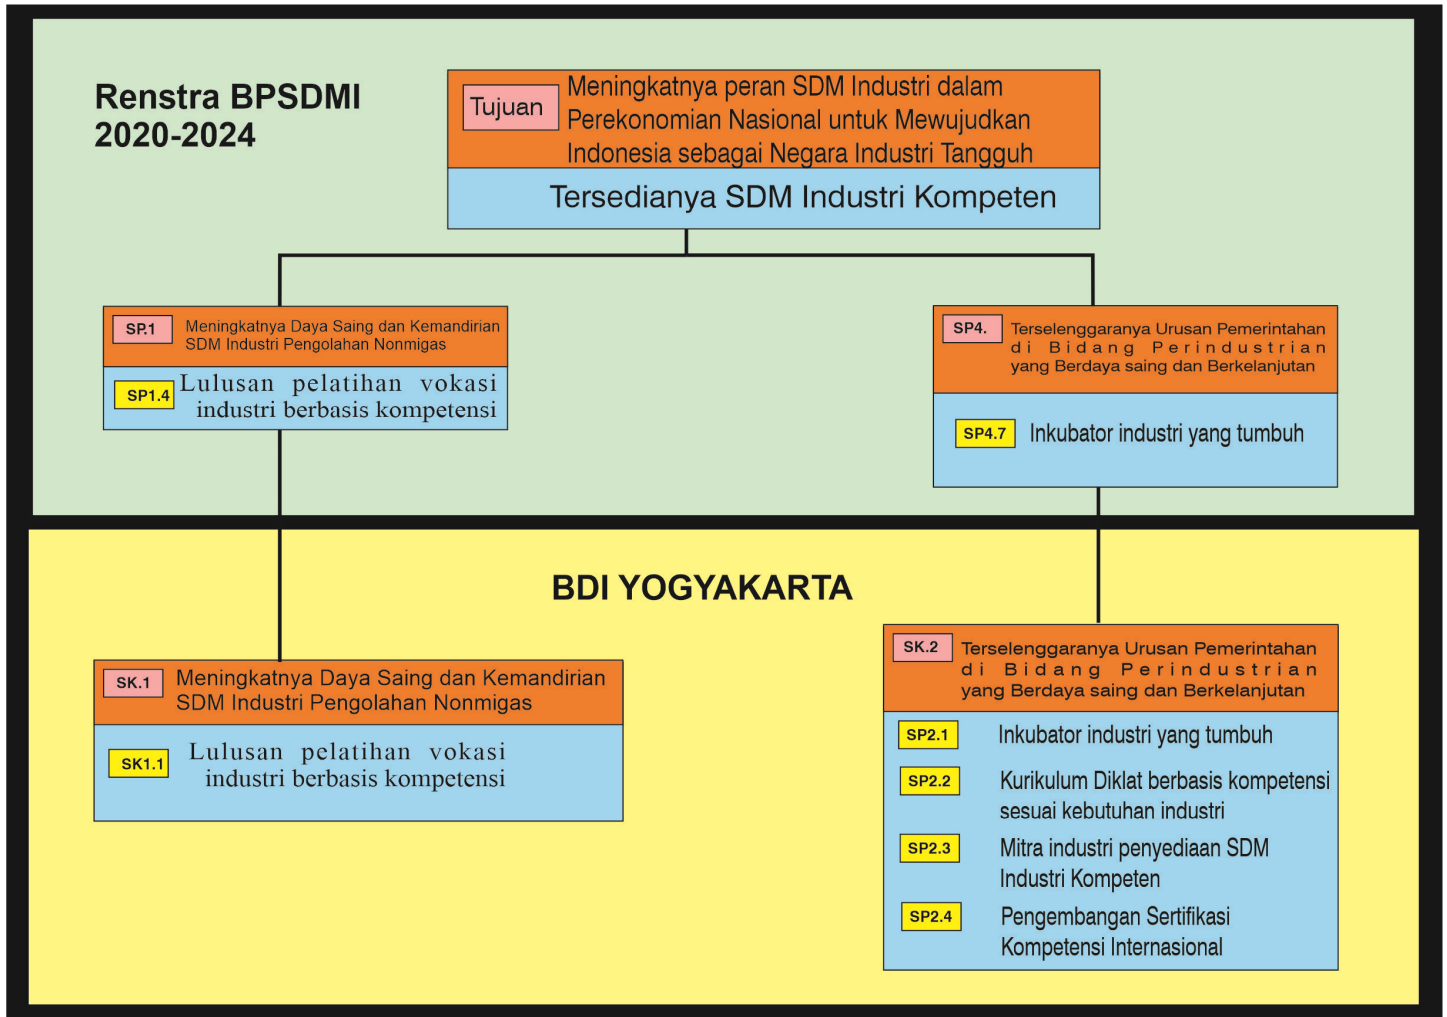 Renstra BPSDMI
2020-2024
Tujuan
Meningkatnya peran SDM Industri dalam
Perekonomian Nasional untuk Mewujudkan
Indonesia sebagai Negara Industri Tangguh
Tersedianya SDM Industri Kompeten
SP.1
Meningkatnya Daya Saing dan Kemandirian
SDM Industri Pengolahan Nonmigas
SP1.4
Lulusan pelatihan vokasi
industri berbasis kompetensi
SP4.
Terselenggaranya Urusan Pemerintahan
di Bidang Perindustrian
yang Berdaya saing dan Berkelanjutan
SP4.7
Inkubator industri yang tumbuh
BDI YOGYAKARTA
SK.1
Meningkatnya Daya Saing dan Kemandirian
SDM Industri Pengolahan Nonmigas
SK1.1
Lulusan pelatihan vokasi
industri berbasis kompetensi
SK.2
Terselenggaranya Urusan Pemerintahan
di Bidang Perindustrian
yang Berdaya saing dan Berkelanjutan
SP2.1
Inkubator industri yang tumbuh
SP2.2
Kurikulum Diklat berbasis kompetensi
sesuai kebutuhan industri
SP2.3
Mitra industri penyediaan SDM
Industri Kompeten
SP2.4
Pengembangan Sertifikasi
Kompetensi Internasional